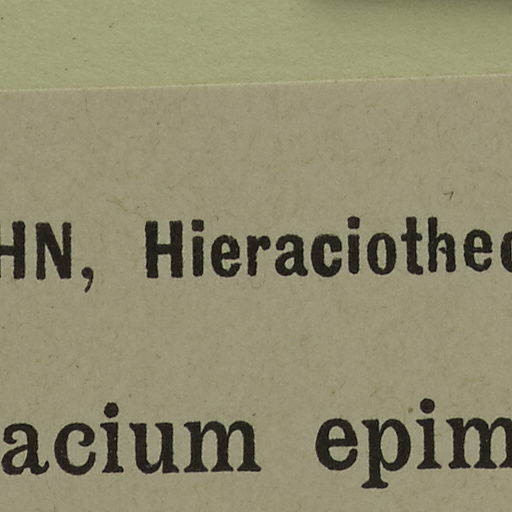 HN, Hieraciothec
acium epim